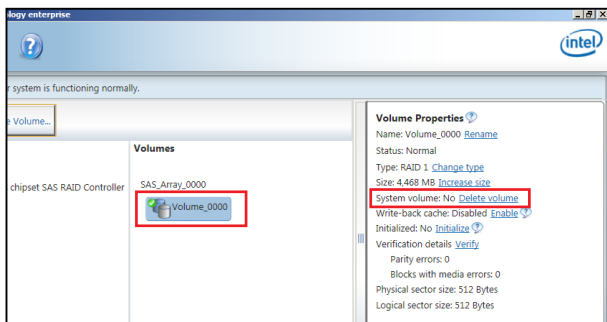 ology enterprise
?
intel
r system is functioning normally.
e Volume...
chipset SAS RAID Controller
Volumes
SAS_Array_0000
Volume_0000
Volume Properties ?
Name: Volume_0000 Rename
Status: Normal
Type: RAID 1 Change type
Size: 4,468 MB Increase size
System volume: No Delete volume
Write-back cache: Disabled Enable ?
Initialized: No Initialize ?
Verification details Verify
Parity errors: 0
Blocks with media errors: 0
Physical sector size: 512 Bytes
Logical sector size: 512 Bytes